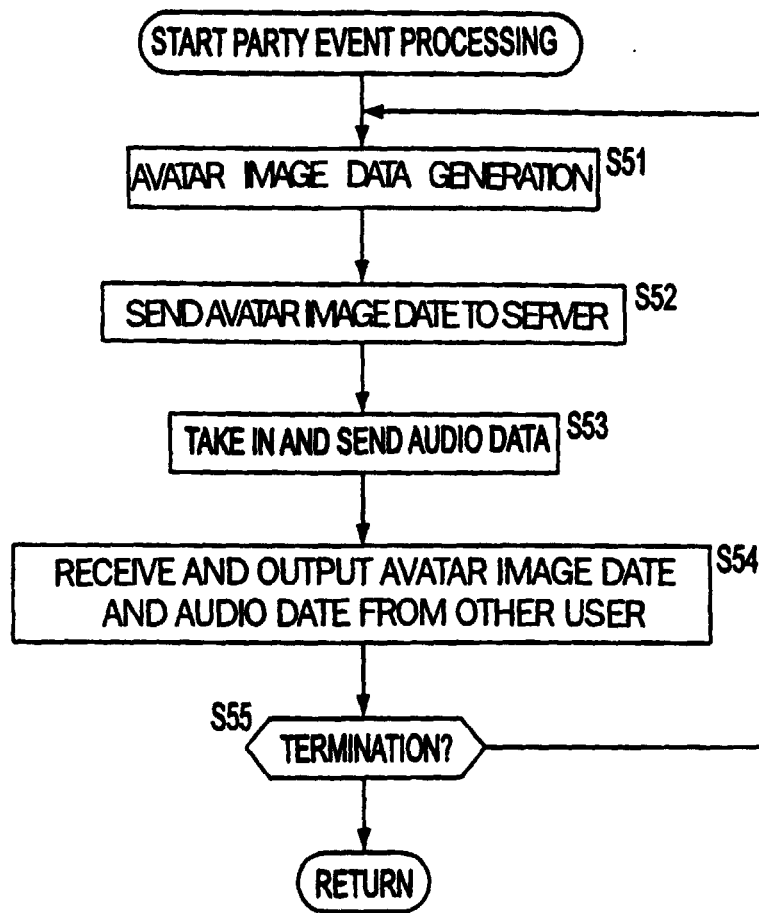 START PARTY EVENT PROCESSING
AVATAR IMAGE DATA GENERATION
S51
SEND AVATAR IMAGE DATE TO SERVER
S52
TAKE IN AND SEND AUDIO DATA
S53
RECEIVE AND OUTPUT AVATAR IMAGE DATE
AND AUDIO DATE FROM OTHER USER
S54
S55
TERMINATION?
RETURN